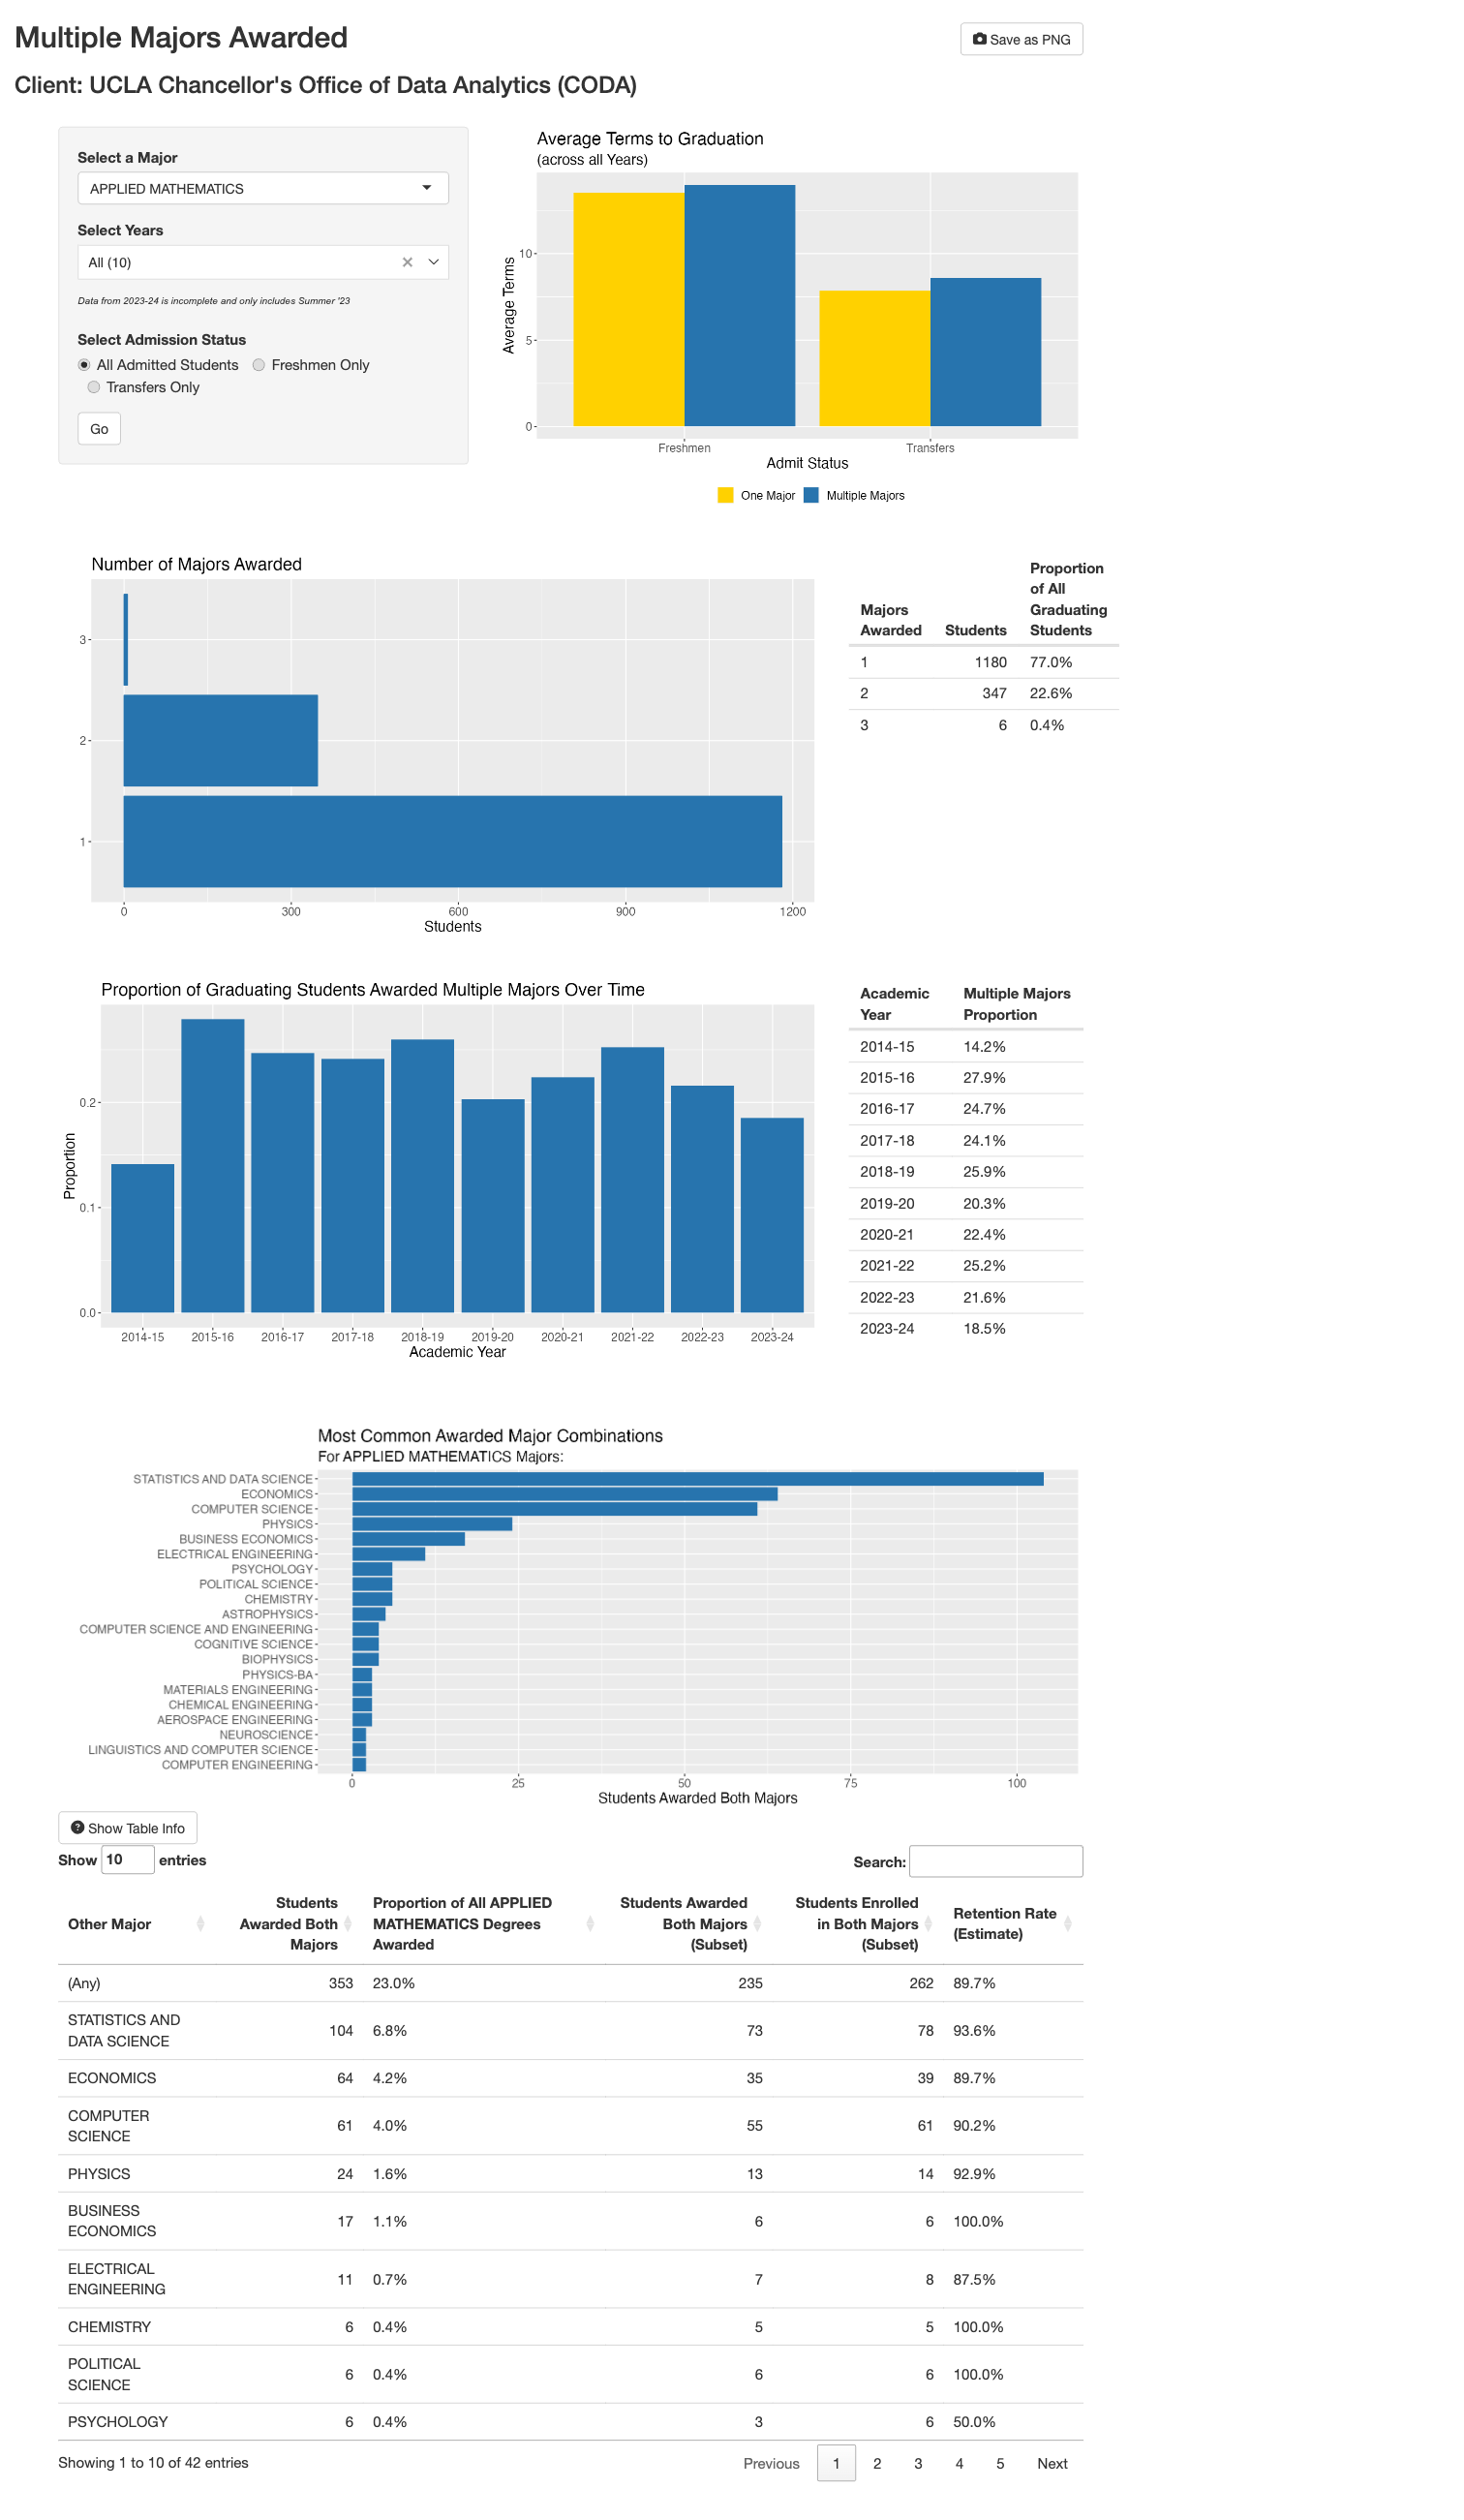 Multiple Majors Awarded
Save as PNG
Client: UCLA Chancellor's Office of Data Analytics (CODA)
Select a Major
APPLIED MATHEMATICS
Select Years
All (10)
Data from 2023-24 is incomplete and only includes Summer '23
Select Admission Status
All Admitted Students
Freshmen Only
Transfers Only
Go
Average Terms to Graduation
(across all Years)
Average Terms
10
5
0
Freshmen
Transfers
Admit Status
One Major
Multiple Majors
Number of Majors Awarded
3
2
1
0 300 600 900 1200
Students
Proportion
of All
Majors Graduating
Awarded Students Students
1 1180 77.0%
2 347 22.6%
3 6 0.4%
Proportion of Graduating Students Awarded Multiple Majors Over Time
Proportion
0.2
0.1
0.0
2014-15 2015-16 2016-17 2017-18 2018-19 2019-20 2020-21 2021-22 2022-23 2023-24
Academic Year
Academic Multiple Majors
Year Proportion
2014-15 14.2%
2015-16 27.9%
2016-17 24.7%
2017-18 24.1%
2018-19 25.9%
2019-20 20.3%
2020-21 22.4%
2021-22 25.2%
2022-23 21.6%
2023-24 18.5%
Most Common Awarded Major Combinations
For APPLIED MATHEMATICS Majors:
STATISTICS AND DATA SCIENCE
ECONOMICS
COMPUTER SCIENCE
PHYSICS
BUSINESS ECONOMICS
ELECTRICAL ENGINEERING
PSYCHOLOGY
POLITICAL SCIENCE
CHEMISTRY
ASTROPHYSICS
COMPUTER SCIENCE AND ENGINEERING
COGNITIVE SCIENCE
BIOPHYSICS
PHYSICS-BA
MATERIALS ENGINEERING
CHEMICAL ENGINEERING
AEROSPACE ENGINEERING
NEUROSCIENCE
LINGUISTICS AND COMPUTER SCIENCE
COMPUTER ENGINEERING
0 25 50 75 100
Students Awarded Both Majors
Show Table Info
Show 10 entries
Search:
Students Proportion of All APPLIED Students Awarded Students Enrolled
Other Major Awarded Both MATHEMATICS Degrees Both Majors in Both Majors Retention Rate
Majors Awarded (Subset) (Subset) (Estimate)
(Any) 353 23.0% 235 262 89.7%
STATISTICS AND
DATA SCIENCE 104 6.8% 73 78 93.6%
ECONOMICS 64 4.2% 35 39 89.7%
COMPUTER
SCIENCE 61 4.0% 55 61 90.2%
PHYSICS 24 1.6% 13 14 92.9%
BUSINESS
ECONOMICS 17 1.1% 6 6 100.0%
ELECTRICAL
ENGINEERING 11 0.7% 7 8 87.5%
CHEMISTRY 6 0.4% 5 5 100.0%
POLITICAL
SCIENCE 6 0.4% 6 6 100.0%
PSYCHOLOGY 6 0.4% 3 6 50.0%
Showing 1 to 10 of 42 entries
Previous 1 2 3 4 5 Next